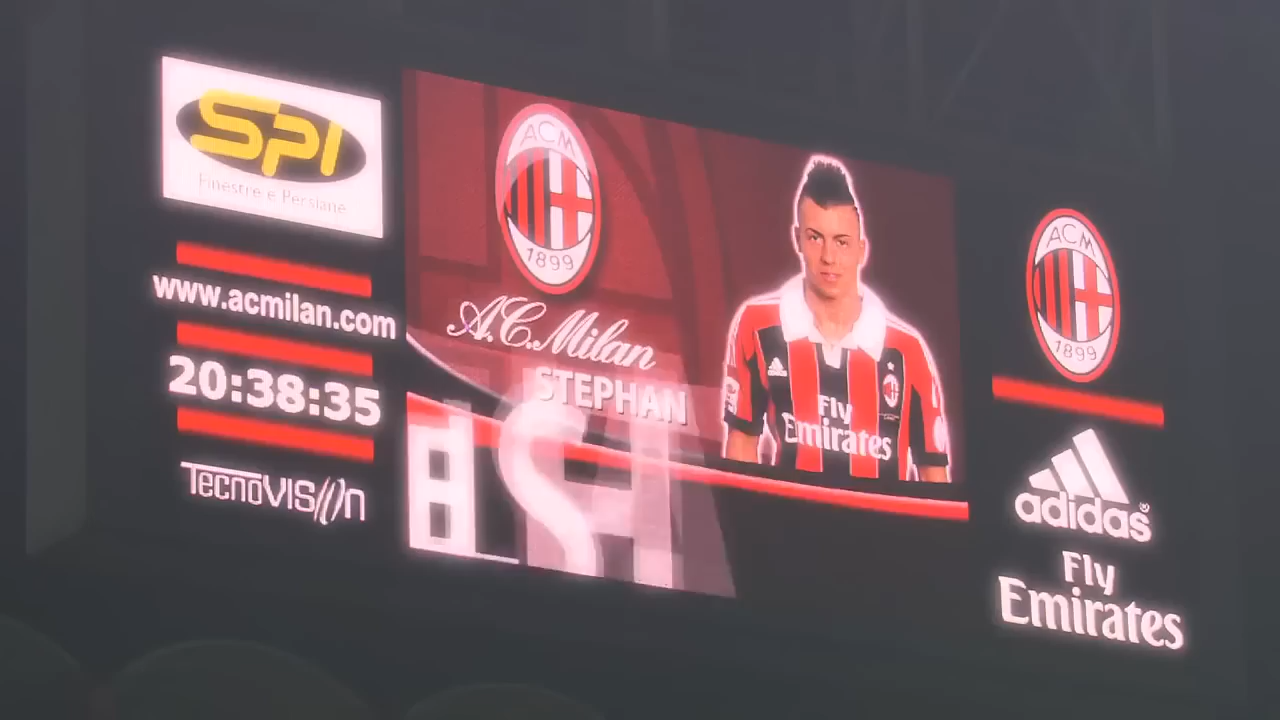 SPI
Finestre e Persiane
www.acmilan.com
20:38:35
TecnoVISION
ACM
1899
A.C.Milan
STEPHAN
Fly
Emirates
ACM
1899
adidas
Fly
Emirates